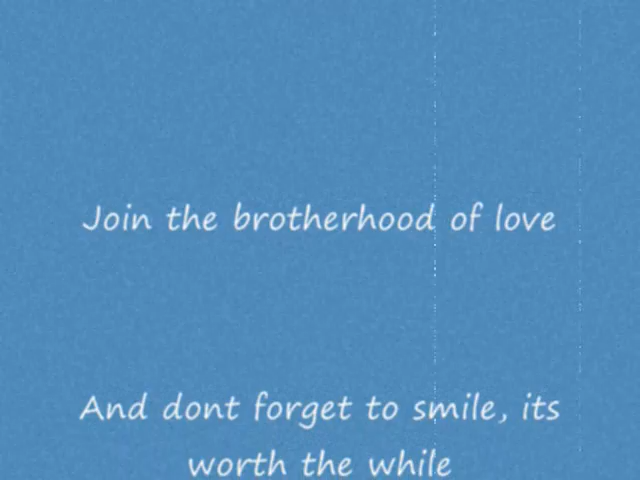 Join the brotherhood of love
And dont forget to smile, its
worth the while